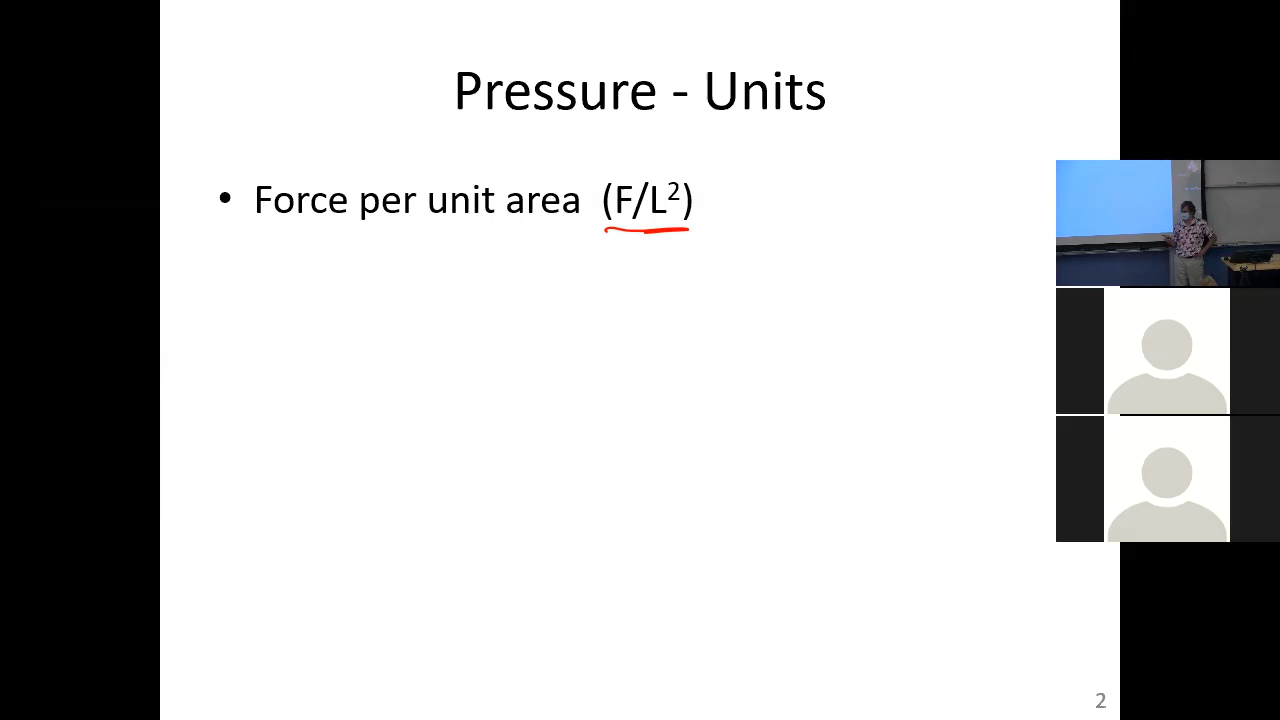 Pressure - Units
• Force per unit area (F/L²)
2